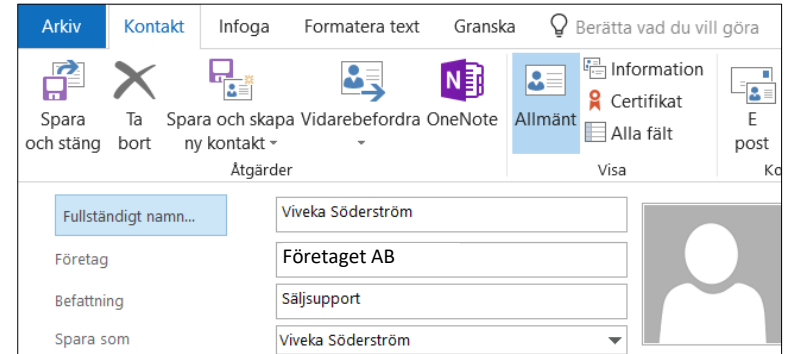 Arkiv Kontakt Infoga Formatera text Granska Berätta vad du vill göra
Spara och stäng
Ta bort
Spara och skapa ny kontakt
Vidarebefordra
OneNote
Allmänt
Information
Certifikat
Alla fält
E post
Åtgärder
Visa
Ko
Fullständigt namn... Viveka Söderström
Företag Företaget AB
Befattning Säljsupport
Spara som Viveka Söderström